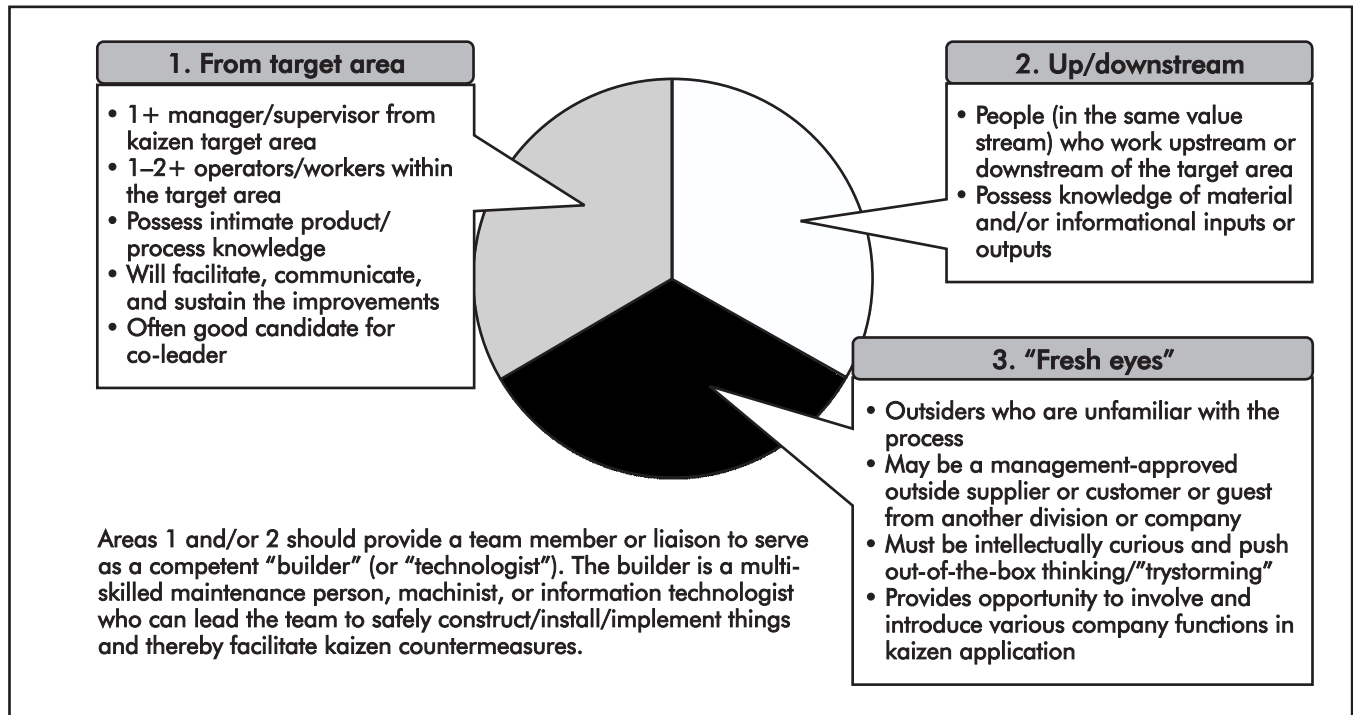 1. From target area
• 1+ manager/supervisor from
kaizen target area
• 1–2+ operators/workers within
the target area
• Possess intimate product/
process knowledge
• Will facilitate, communicate,
and sustain the improvements
• Often good candidate for
co-leader
2. Up/downstream
• People (in the same value
stream) who work upstream or
downstream of the target area
• Possess knowledge of material
and/or informational inputs or
outputs
3. “Fresh eyes”
• Outsiders who are unfamiliar with the
process
• May be a management-approved
outside supplier or customer or guest
from another division or company
• Must be intellectually curious and push
out-of-the-box thinking/”trystorming”
• Provides opportunity to involve and
introduce various company functions in
kaizen application
Areas 1 and/or 2 should provide a team member or liaison to serve
as a competent “builder” (or “technologist”). The builder is a multi-
skilled maintenance person, machinist, or information technologist
who can lead the team to safely construct/install/implement things
and thereby facilitate kaizen countermeasures.